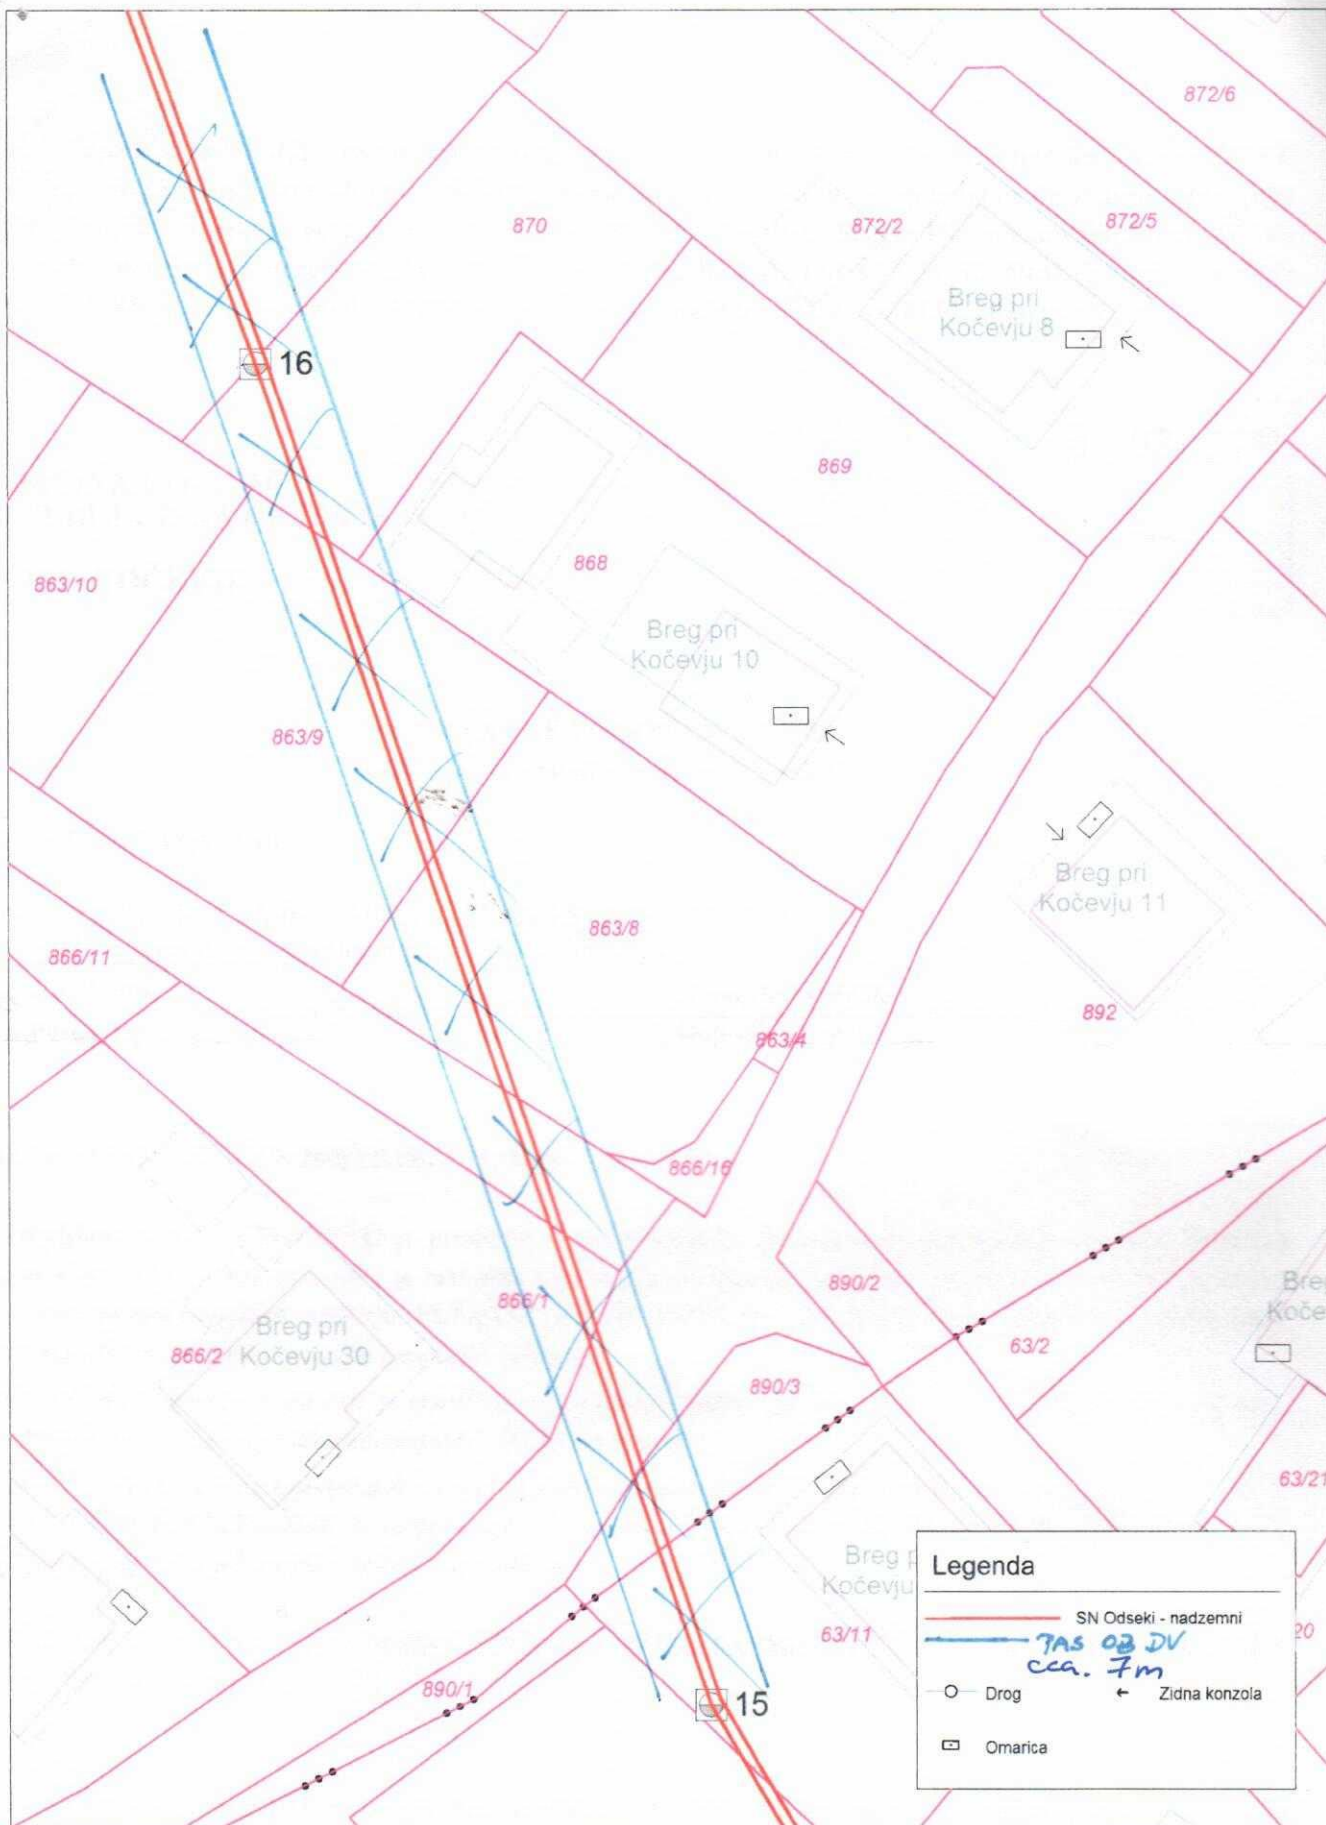 872/6
870
872/2
872/5
Breg pri
Kočevju 8
16
869
868
863/10
Breg pri
Kočevju 10
863/9
Breg pri
Kočevju 11
863/8
866/11
892
863/4
866/16
890/2
866/1
Breg pri
Kočevju 30
866/2
63/2
890/3
63/21
Legenda
SN Odseki - nadzemni
PAS OB DV
cca. 7m
Drog
Zidna konzola
Omarica
Kočevju
63/11
20
890/1
15